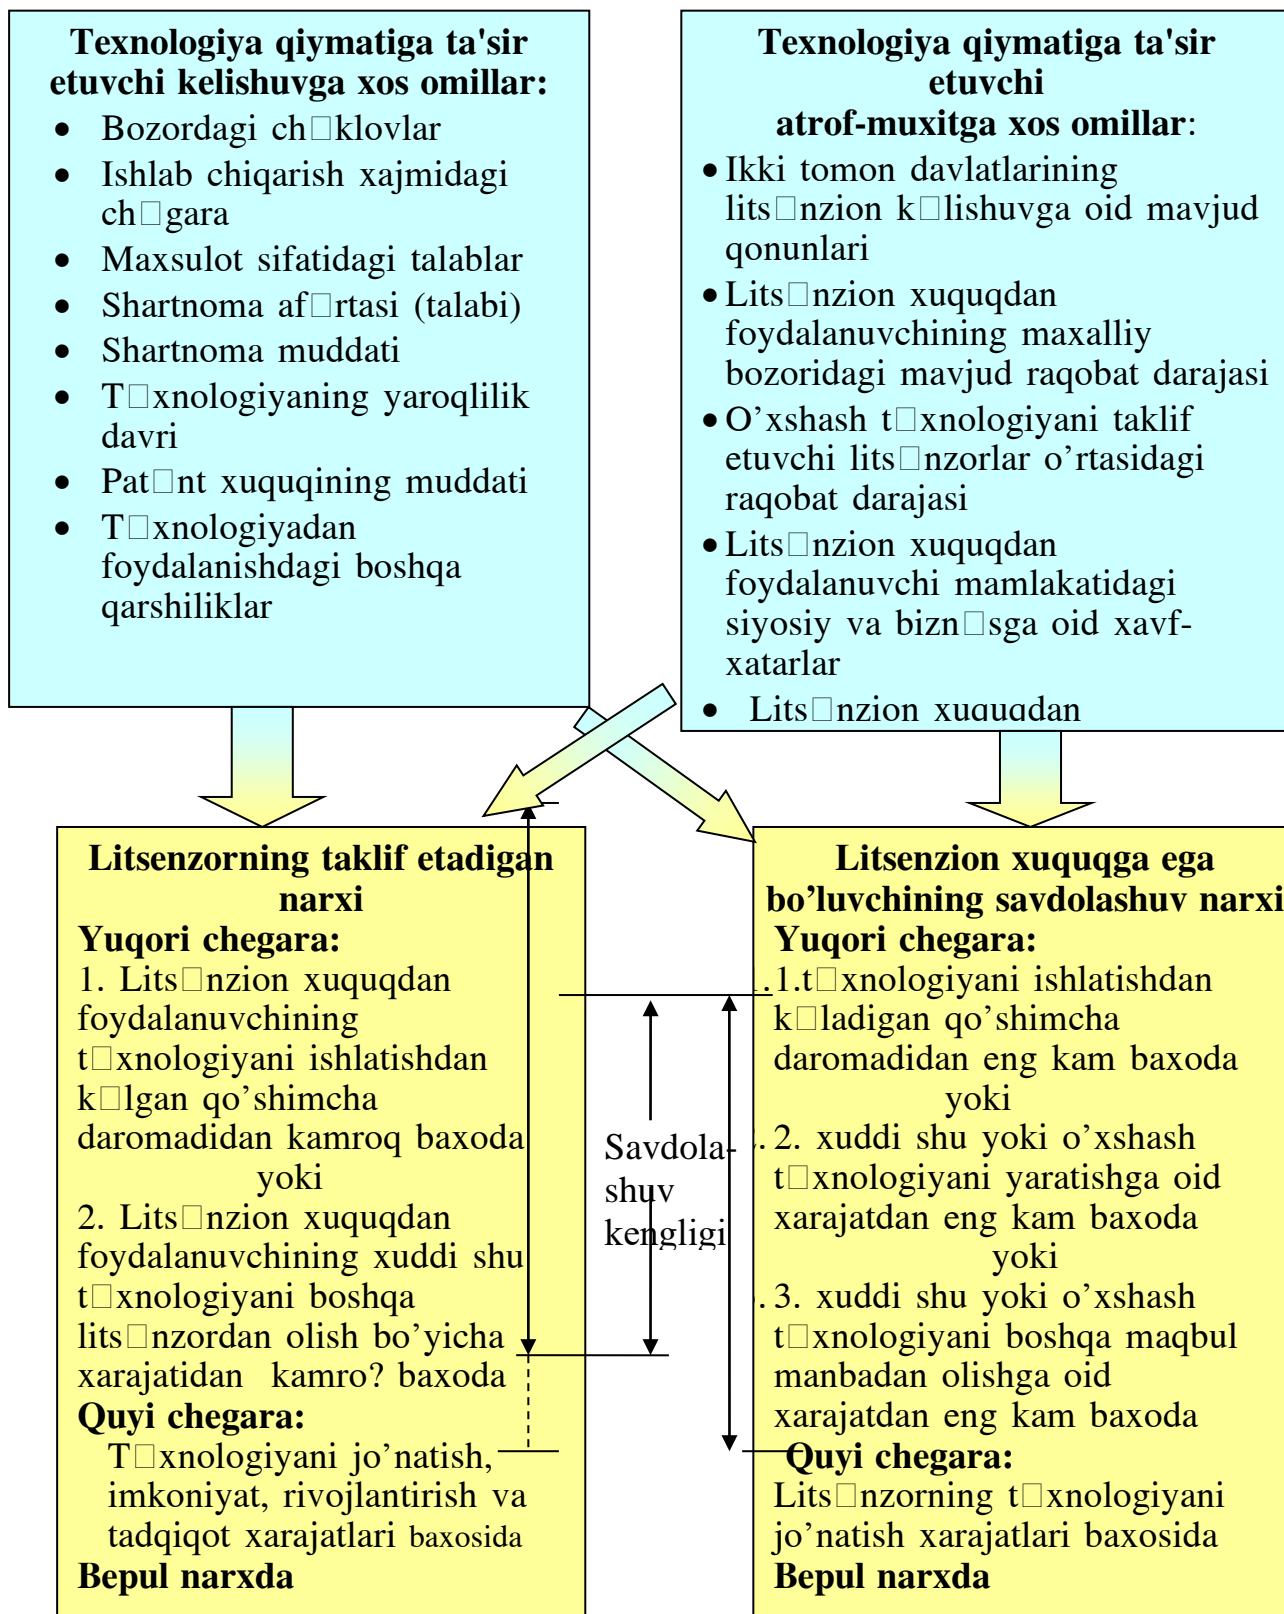 Texnologiya qiymatiga ta'sir
etuvchi kelishuvga xos omillar:
• Bozordagi ch□klovlar
• Ishlab chiqarish xajmidagi
ch□gara
• Maxsulot sifatidagi talablar
• Shartnoma af□rtasi (talabi)
• Shartnoma muddati
• T□xnologiyaning yaroqlilik
davri
• Pat□nt xuquqining muddati
• T□xnologiyadan
foydalanishdagi boshqa
qarshiliklar
Texnologiya qiymatiga ta'sir
etuvchi
atrof-muxitga xos omillar:
• Ikki tomon davlatlarining
lits□nzion k□lishuvga oid mavjud
qonunlari
• Lits□nzion xuquqdan
foydalanuvchining maxalliy
bozoridagi mavjud raqobat darajasi
• O’xshash t□xnologiyani taklif
etuvchi lits□nzorlar o’rtasidagi
raqobat darajasi
• Lits□nzion xuquqdan
foydalanuvchi mamlakatidagi
siyosiy va bizn□sga oid xavf-
xatarlar
• Lits□nzion xuquqdan
Litsenzorning taklif etadigan
narxi
Yuqori chegara:
1. Lits□nzion xuquqdan
foydalanuvchining
t□xnologiyani ishlatishdan
k□lgan qo’shimcha
daromadidan kamroq baxoda
yoki
2. Lits□nzion xuquqdan
foydalanuvchining xuddi shu
t□xnologiyani boshqa
lits□nzordan olish bo’yicha
xarajatidan kamro? baxoda
Quyi chegara:
T□xnologiyani jo’natish,
imkoniyat, rivojlantirish va
tadqiqot xarajatlari baxosida
Bepul narxda
Savdola-
shuv
kengligi
Litsenzion xuquqga ega
bo’luvchining savdolashuv narxi
Yuqori chegara:
1.t□xnologiyani ishlatishdan
k□ladigan qo’shimcha
daromadidan eng kam baxoda
yoki
2. xuddi shu yoki o’xshash
t□xnologiyani yaratishga oid
xarajatdan eng kam baxoda
yoki
3. xuddi shu yoki o’xshash
t□xnologiyani boshqa maqbul
manbadan olishga oid
xarajatdan eng kam baxoda
Quyi chegara:
Lits□nzorning t□xnologiyani
jo’natish xarajatlari baxosida
Bepul narxda